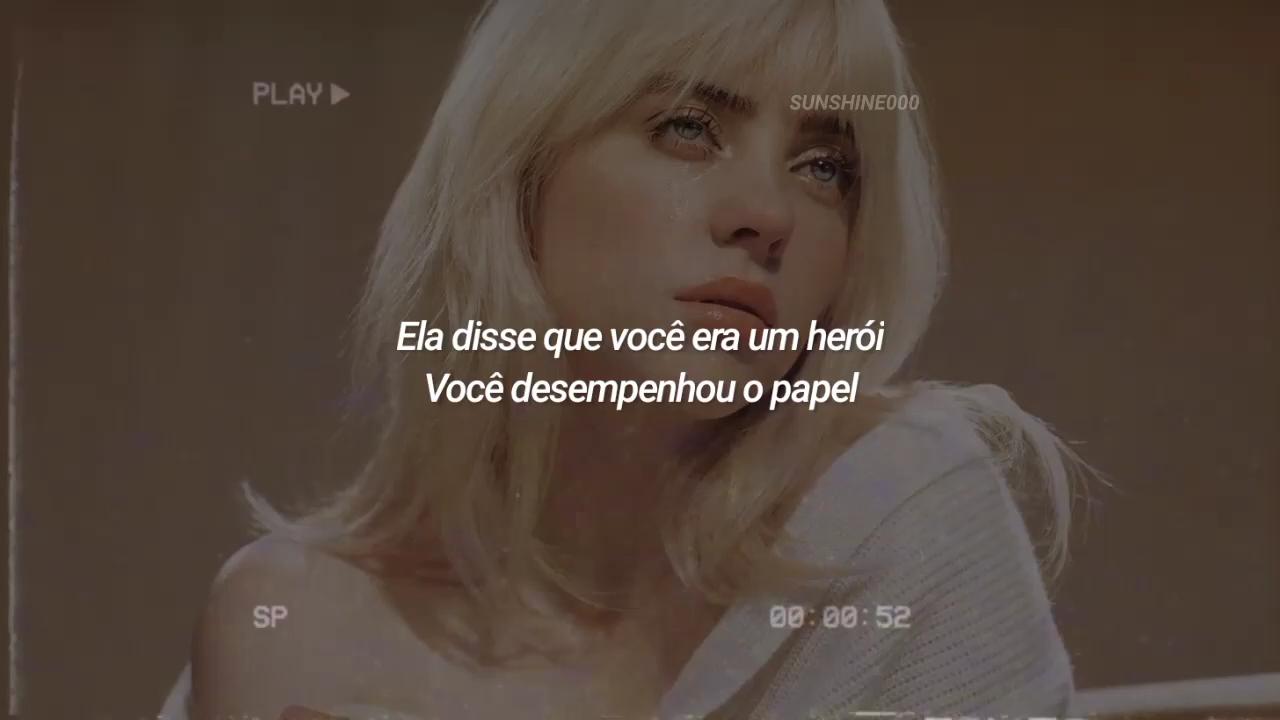 PLAY
SUNSHINE000
Ela disse que você era um herói
Você desempenhou o papel
SP
00:00:52